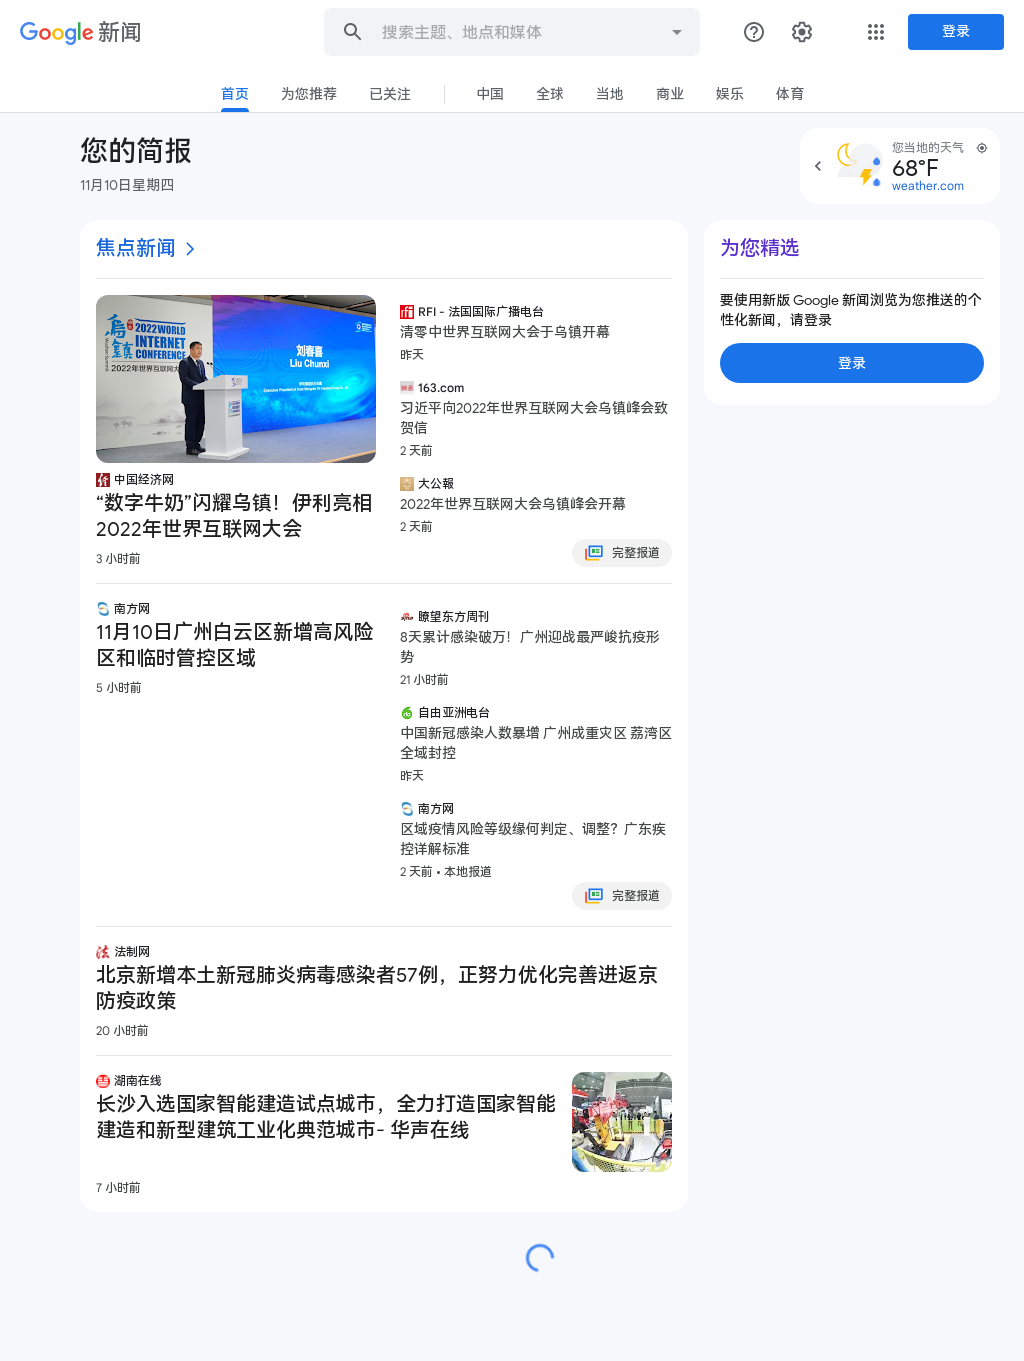 Google 新闻
搜索主题、地点和媒体
登录
首页
为您推荐
已关注
中国
全球
当地
商业
娱乐
体育
您的简报
11月10日星期四
您当地的天气
68°F
weather.com
焦点新闻
2022 WORLD
INTERNET
CONFERENCE
2022年世界互联网大
刘春喜
Liu Chunxi
中国经济网
“数字牛奶”闪耀乌镇！伊利亮相
2022年世界互联网大会
3 小时前
RFI - 法国国际广播电台
清零中世界互联网大会于乌镇开幕
昨天
163.com
习近平向2022年世界互联网大会乌镇峰会致
贺信
2 天前
大公報
2022年世界互联网大会乌镇峰会开幕
2 天前
完整报道
南方网
11月10日广州白云区新增高风险
区和临时管控区域
5 小时前
瞭望东方周刊
8天累计感染破万！广州迎战最严峻抗疫形
势
21 小时前
自由亚洲电台
中国新冠感染人数暴增 广州成重灾区 荔湾区
全域封控
昨天
南方网
区域疫情风险等级缘何判定、调整？广东疾
控详解标准
2 天前 • 本地报道
完整报道
法制网
北京新增本土新冠肺炎病毒感染者57例，正努力优化完善进返京
防疫政策
20 小时前
湖南在线
长沙入选国家智能建造试点城市，全力打造国家智能
建造和新型建筑工业化典范城市- 华声在线
7 小时前
为您精选
要使用新版 Google 新闻浏览为您推送的个
性化新闻，请登录
登录